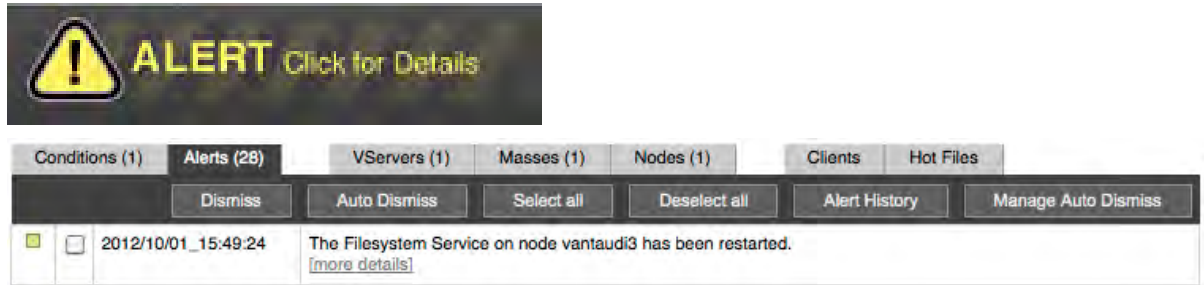 ALERT Click for Details
Conditions (1) Alerts (28) VServers (1) Masses (1) Nodes (1) Clients Hot Files
Dismiss Auto Dismiss Select all Deselect all Alert History Manage Auto Dismiss
2012/10/01_15:49:24 The Filesystem Service on node vantaudi3 has been restarted.
[more details]